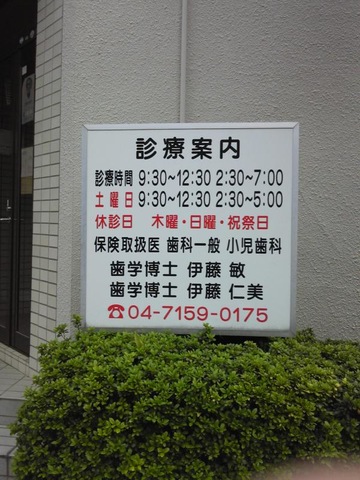 診療案内
診療時間 9:30~12:30 2:30~7:00
土曜日 9:30~12:30 2:30~5:00
休診日 木曜・日曜・祝祭日
保険取扱医 歯科一般 小児歯科
歯学博士 伊藤 敏
歯学博士 伊藤 仁美
☎04-7159-0175